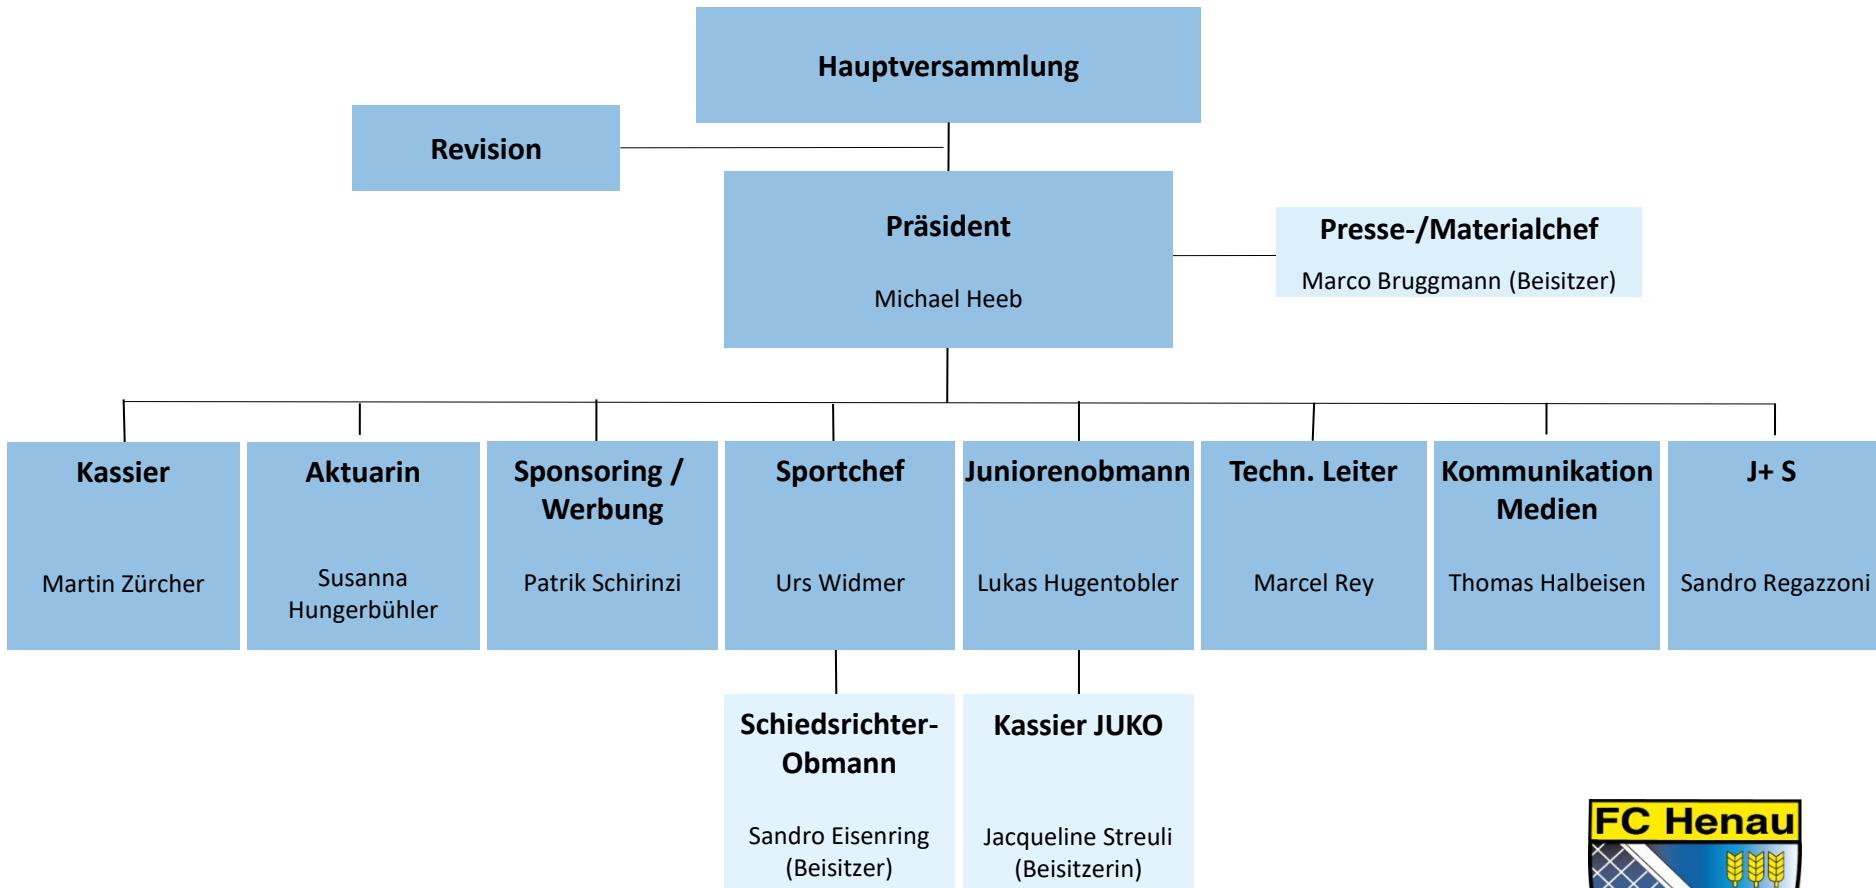 Hauptversammlung
Revision
Präsident
Michael Heeb
Presse-/Materialchef
Marco Bruggmann (Beisitzer)
Kassier
Martin Zürcher
Aktuarin
Susanna
Hungerbühler
Sponsoring /
Werbung
Patrik Schirinzi
Sportchef
Urs Widmer
Juniorenobmann
Lukas Hugentobler
Techn. Leiter
Marcel Rey
Kommunikation
Medien
Thomas Halbeisen
J+ S
Sandro Regazzoni
Schiedsrichter-
Obmann
Sandro Eisenring
(Beisitzer)
Kassier JUKO
Jacqueline Streuli
(Beisitzerin)
FC Henau